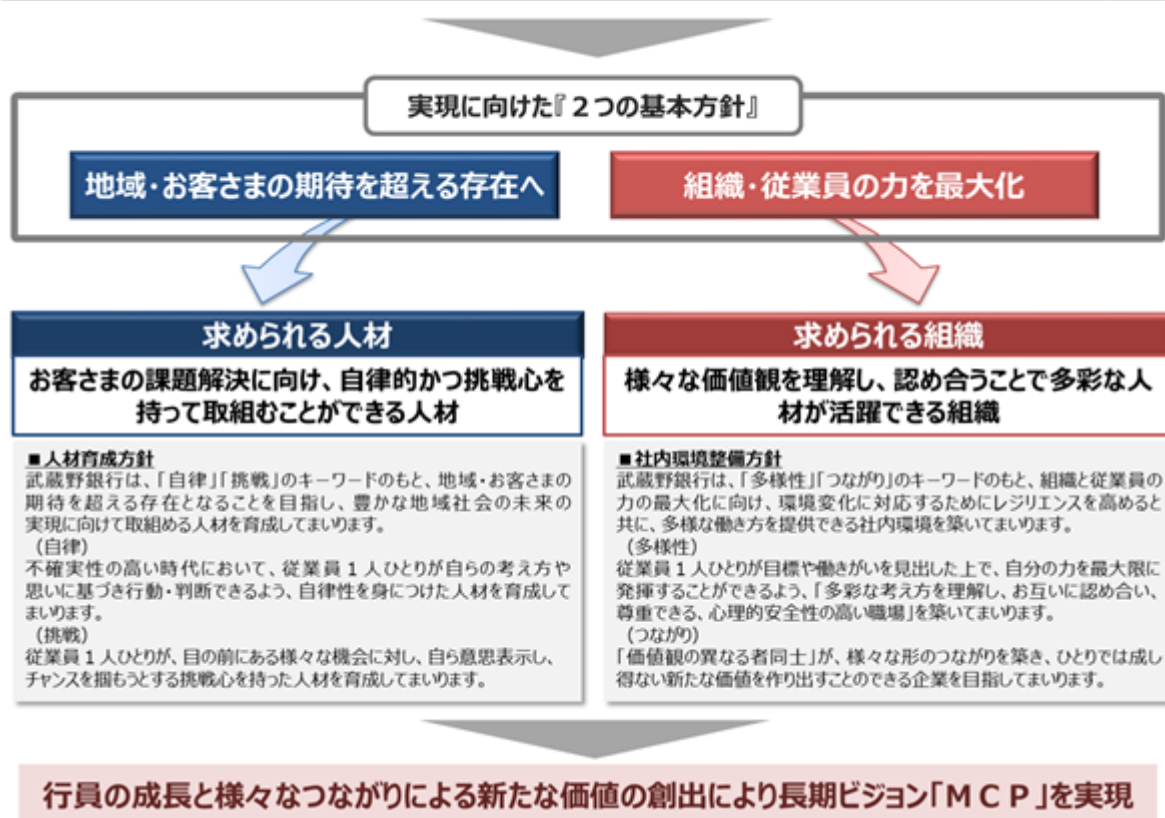 実現に向けた『２つの基本方針』
地域・お客さまの期待を超える存在へ
組織・従業員の力を最大化
求められる人材
お客さまの課題解決に向け、自律的かつ挑戦心を
持って取組むことができる人材
■人材育成方針
武蔵野銀行は、「自律」「挑戦」のキーワードのもと、地域・お客さまの
期待を超える存在となることを目指し、豊かな地域社会の未来の
実現に向けて取組める人材を育成してまいります。
（自律）
不確実性の高い時代において、従業員１人ひとりが自らの考え方や
思いに基づき行動・判断できるよう、自律性を身につけた人材を育成して
まいります。
（挑戦）
従業員１人ひとりが、目の前にある様々な機会に対し、自ら意思表示し、
チャンスを掴もうとする挑戦心を持った人材を育成してまいります。
求められる組織
様々な価値観を理解し、認め合うことで多彩な人
材が活躍できる組織
■社内環境整備方針
武蔵野銀行は、「多様性」「つながり」のキーワードのもと、組織と従業員の
力の最大化に向け、環境変化に対応するためにレジリエンスを高めると
共に、多様な働き方を提供できる社内環境を築いてまいります。
（多様性）
従業員１人ひとりが目標や働きがいを見出した上で、自分の力を最大限に
発揮することができるよう、「多彩な考え方を理解し、お互いに認め合い、
尊重できる、心理的安全性の高い職場」を築いてまいります。
（つながり）
「価値観の異なる者同士」が、様々な形のつながりを築き、ひとりでは成し
得ない新たな価値を作り出すことのできる企業を目指してまいります。
行員の成長と様々なつながりによる新たな価値の創出により長期ビジョン「ＭＣＰ」を実現